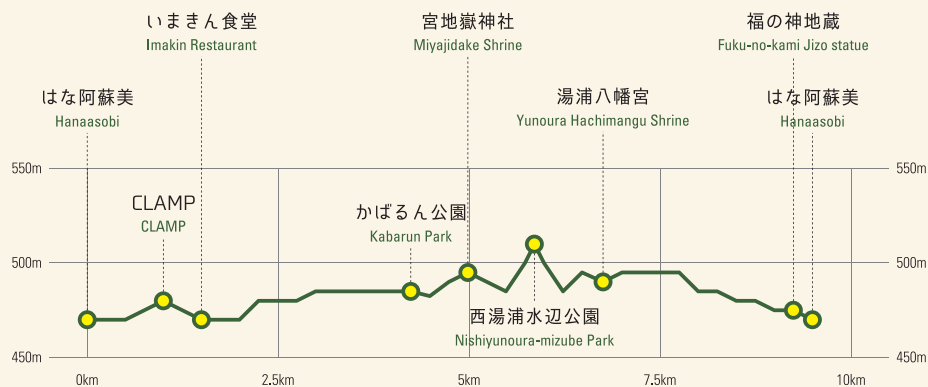 いまきん食堂
Imakin Restaurant
宮地嶽神社
Miyajidake Shrine
福の神地蔵
Fuku-no-kami Jizo statue
はな阿蘇美
Hanaasobi
湯浦八幡宮
Yunoura Hachimangu Shrine
はな阿蘇美
Hanaasobi
550m
550m
CLAMP
CLAMP
かばるん公園
Kabarun Park
500m
500m
西湯浦水辺公園
Nishiyunoura-mizube Park
450m
450m
0km
2.5km
5km
7.5km
10km